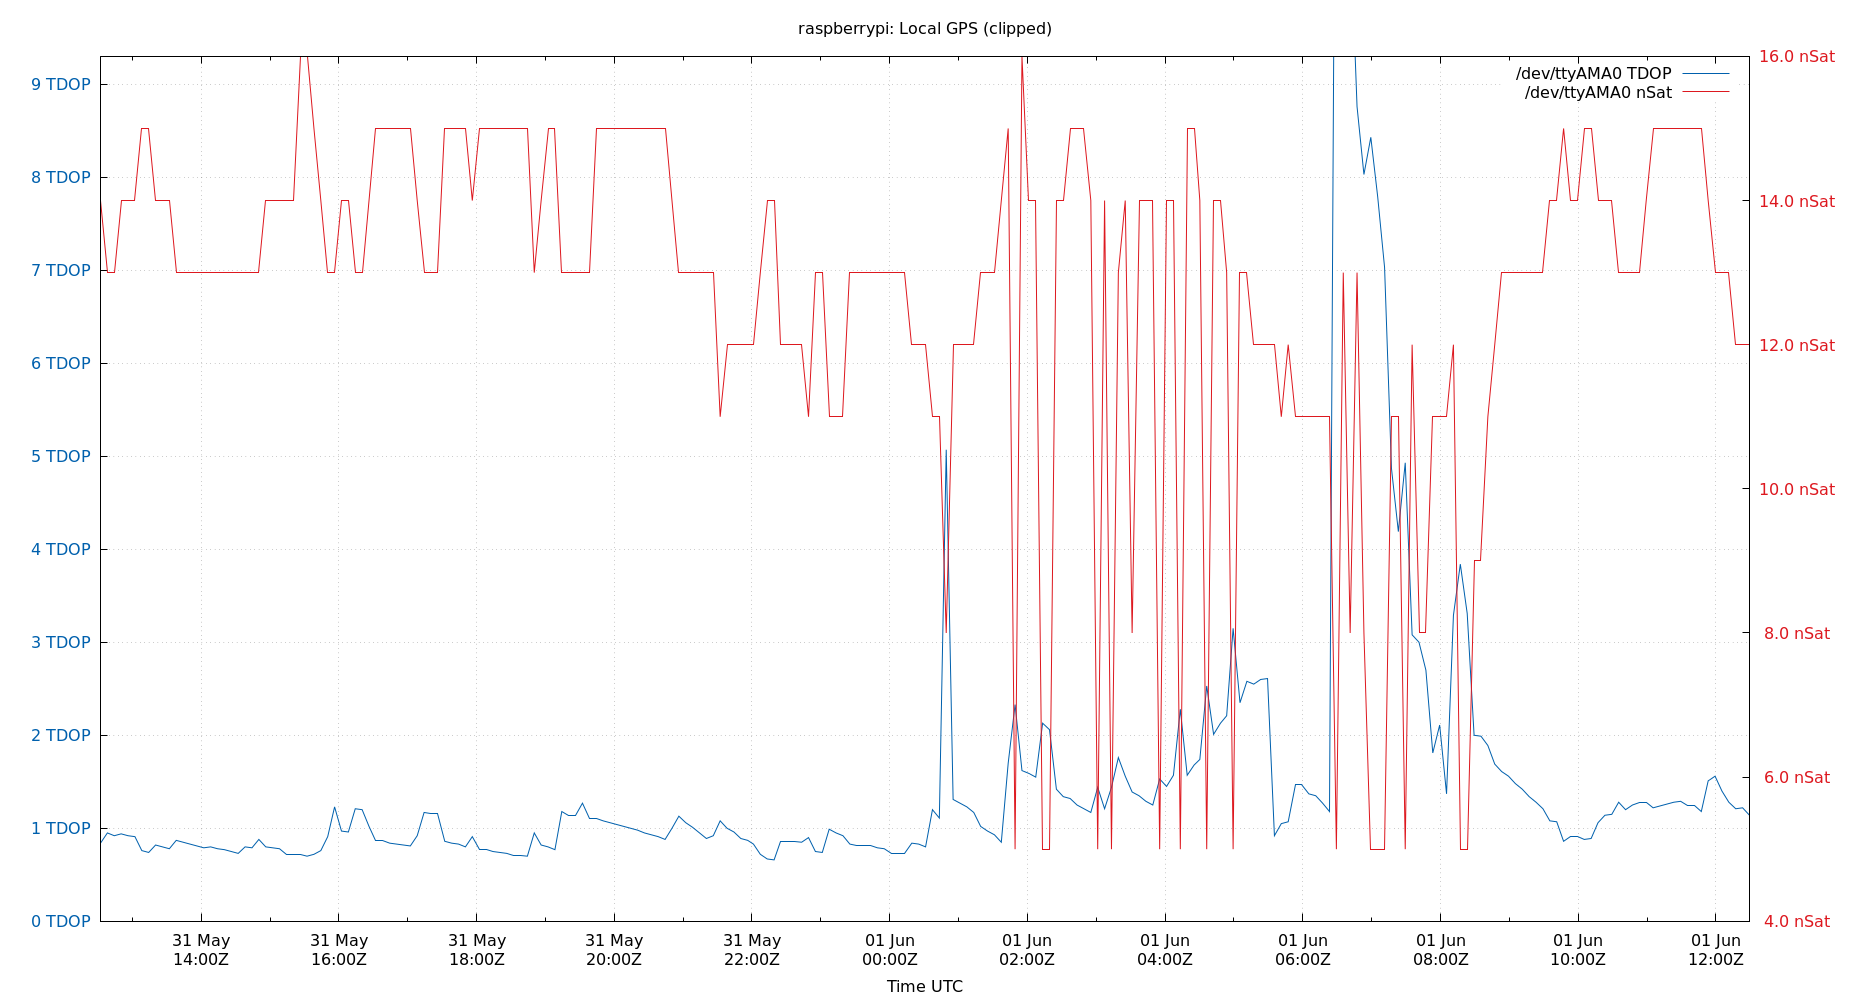 raspberrypi: Local GPS (clipped)
/dev/ttyAMA0 TDOP
/dev/ttyAMA0 nSat
9 TDOP
8 TDOP
7 TDOP
6 TDOP
5 TDOP
4 TDOP
3 TDOP
2 TDOP
1 TDOP
0 TDOP
16.0 nSat
14.0 nSat
12.0 nSat
10.0 nSat
8.0 nSat
6.0 nSat
4.0 nSat
31 May 31 May 31 May 31 May 31 May 01 Jun 01 Jun 01 Jun 01 Jun 01 Jun 01 Jun 01 Jun
14:00Z 16:00Z 18:00Z 20:00Z 22:00Z 00:00Z 02:00Z 04:00Z 06:00Z 08:00Z 10:00Z 12:00Z
Time UTC